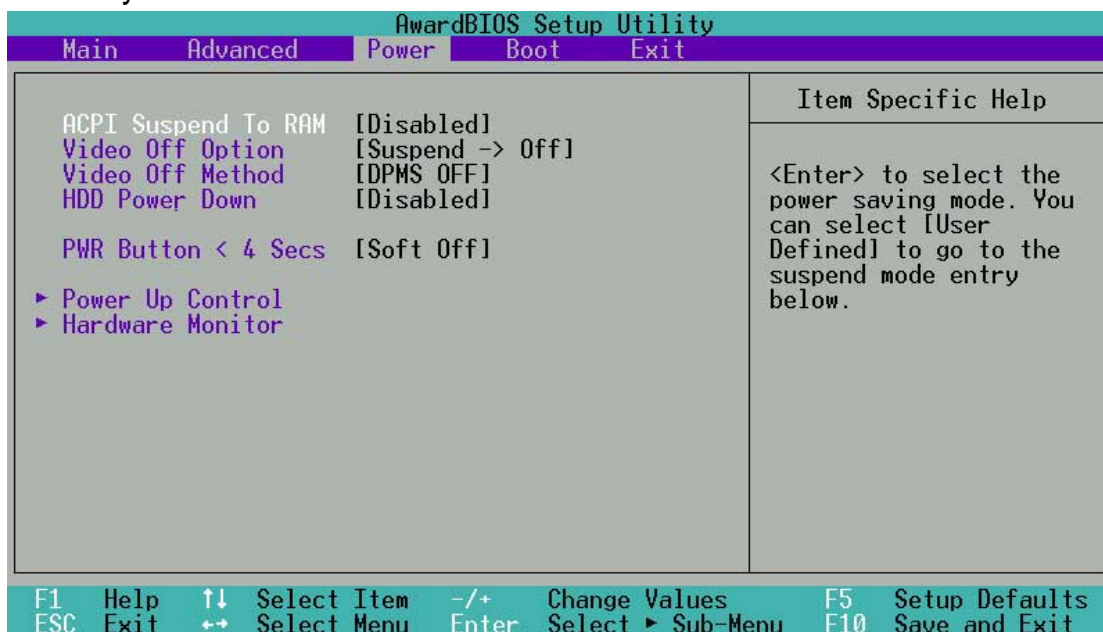 AwardBIOS Setup Utility
Main Advanced Power Boot Exit
ACPI Suspend To RAM [Disabled]
Video Off Option [Suspend -> Off]
Video Off Method [DPMS OFF]
HDD Power Down [Disabled]
PWR Button < 4 Secs [Soft Off]
▸ Power Up Control
▸ Hardware Monitor
Item Specific Help
<Enter> to select the
power saving mode. You
can select [User
Defined] to go to the
suspend mode entry
below.
F1 Help ↑↓ Select Item -/+ Change Values F5 Setup Defaults
ESC Exit ←→ Select Menu Enter Select ▸ Sub-Menu F10 Save and Exit